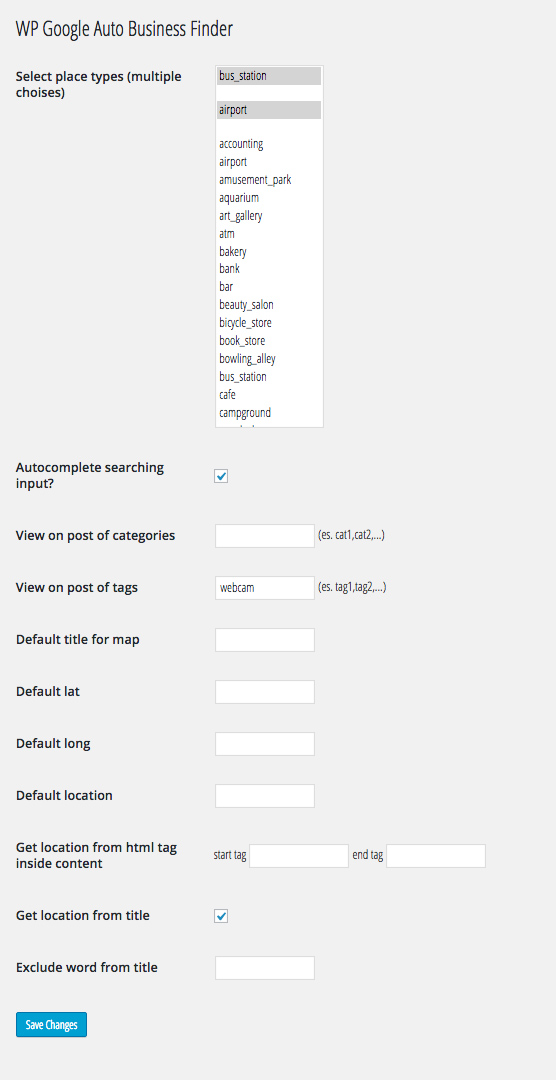 WP Google Auto Business Finder
Select place types (multiple
choises)
bus_station
airport
accounting
airport
amusement_park
aquarium
art_gallery
atm
bakery
bank
bar
beauty_salon
bicycle_store
book_store
bowling_alley
bus_station
cafe
campground
Autocomplete searching
input?
View on post of categories (es. cat1,cat2,...)
View on post of tags webcam (es. tag1,tag2,...)
Default title for map
Default lat
Default long
Default location
Get location from html tag
inside content
start tag end tag
Get location from title
Exclude word from title
Save Changes